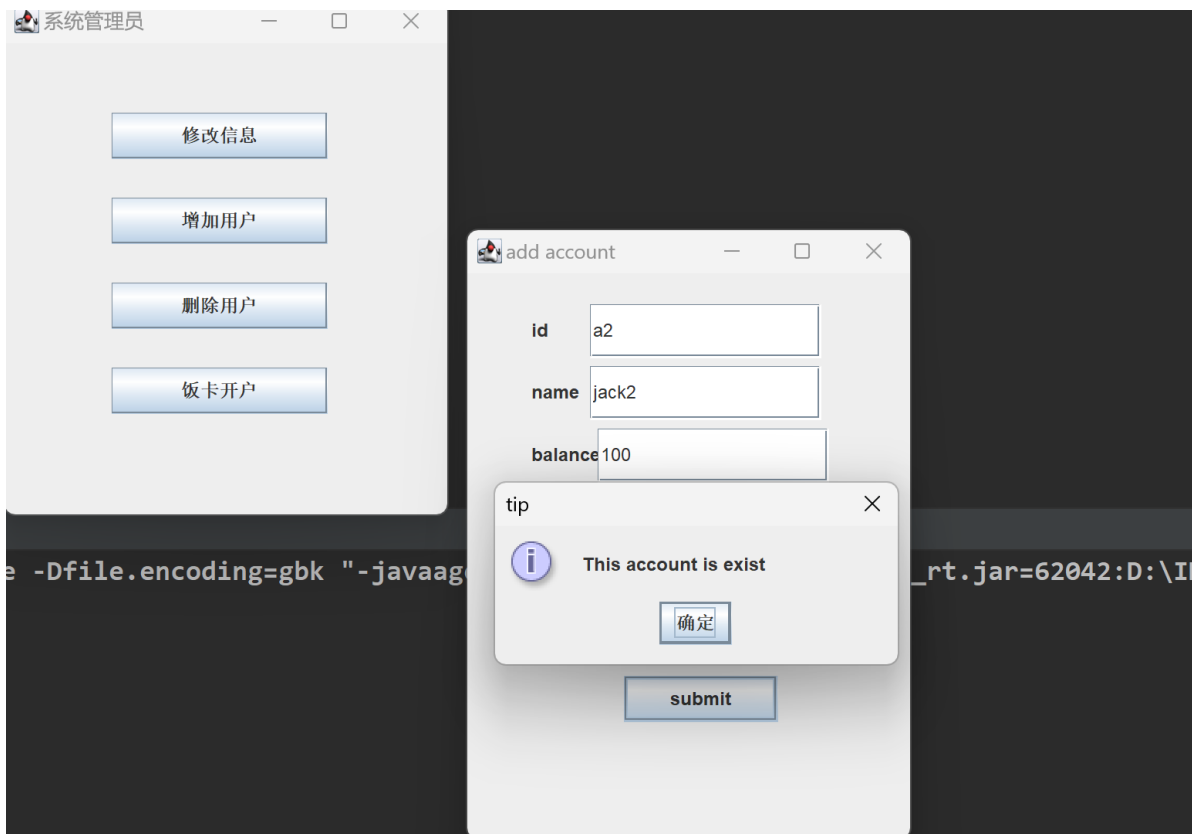 系统管理员
修改信息
增加用户
删除用户
饭卡开户
add account
id a2
name jack2
balance 100
tip
This account is exist
确定
submit
e -Dfile.encoding=gbk "-javaag
_rt.jar=62042:D:\I